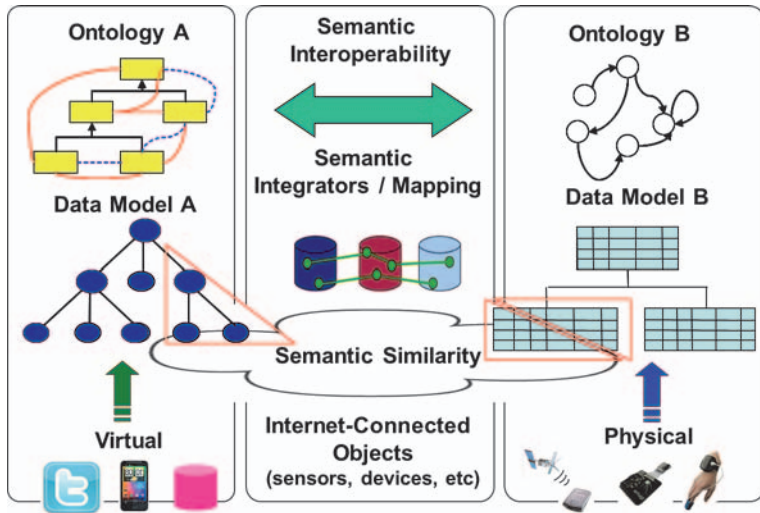 Ontology A
Data Model A
Virtual
Semantic
Interoperability
Semantic
Integrators / Mapping
Semantic Similarity
Internet-Connected
Objects
(sensors, devices, etc)
Ontology B
Data Model B
Physical